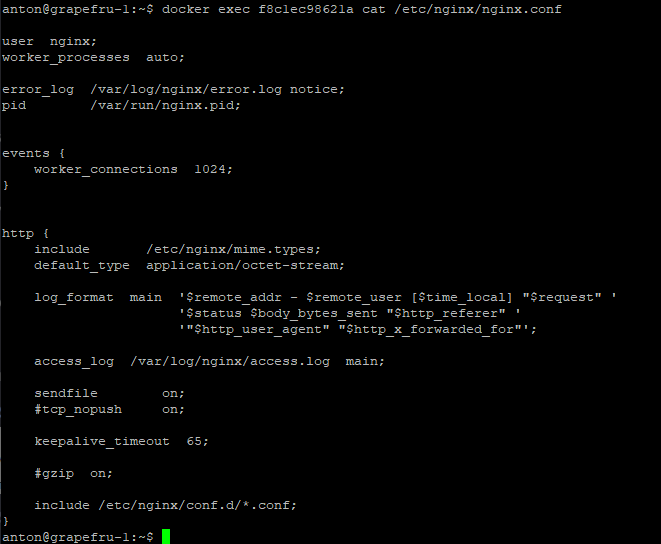 anton@grapefru-1:~$ docker exec f8c1ec98621a cat /etc/nginx/nginx.conf
user  nginx;
worker_processes  auto;
error_log  /var/log/nginx/error.log notice;
pid        /var/run/nginx.pid;
events {
    worker_connections  1024;
}
http {
    include       /etc/nginx/mime.types;
    default_type  application/octet-stream;
    log_format  main  '$remote_addr - $remote_user [$time_local] "$request" '
                      '$status $body_bytes_sent "$http_referer" '
                      '"$http_user_agent" "$http_x_forwarded_for"';
    access_log  /var/log/nginx/access.log  main;
    sendfile        on;
    #tcp_nopush     on;
    keepalive_timeout  65;
    #gzip  on;
    include /etc/nginx/conf.d/*.conf;
}
anton@grapefru-1:~$